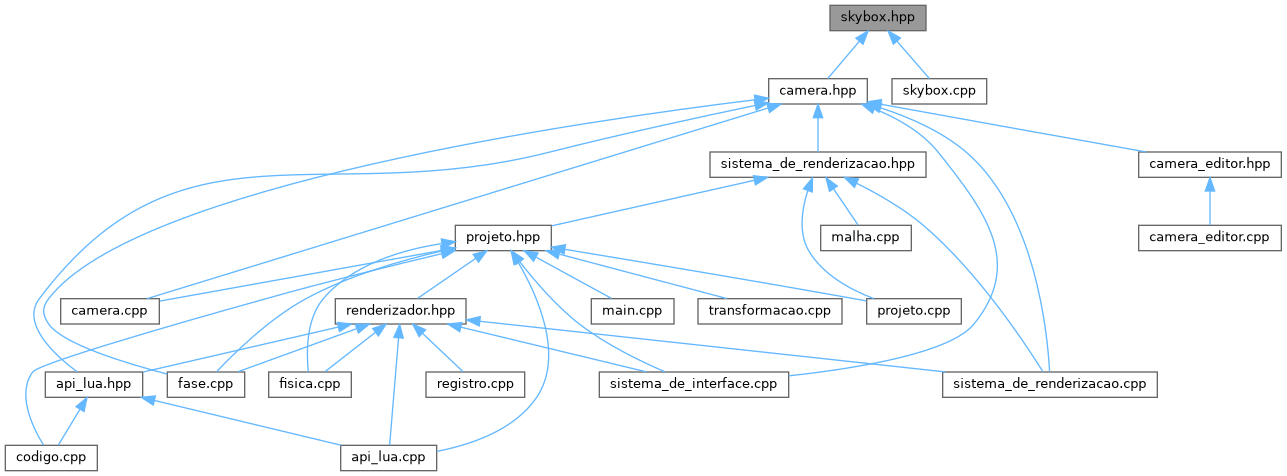 skybox.hpp
camera.hpp
skybox.cpp
sistema_de_renderizacao.hpp
camera_editor.hpp
projeto.hpp
malha.cpp
camera_editor.cpp
camera.cpp
renderizador.hpp
main.cpp
transformacao.cpp
projeto.cpp
api_lua.hpp
fase.cpp
fisica.cpp
registro.cpp
sistema_de_interface.cpp
sistema_de_renderizacao.cpp
codigo.cpp
api_lua.cpp